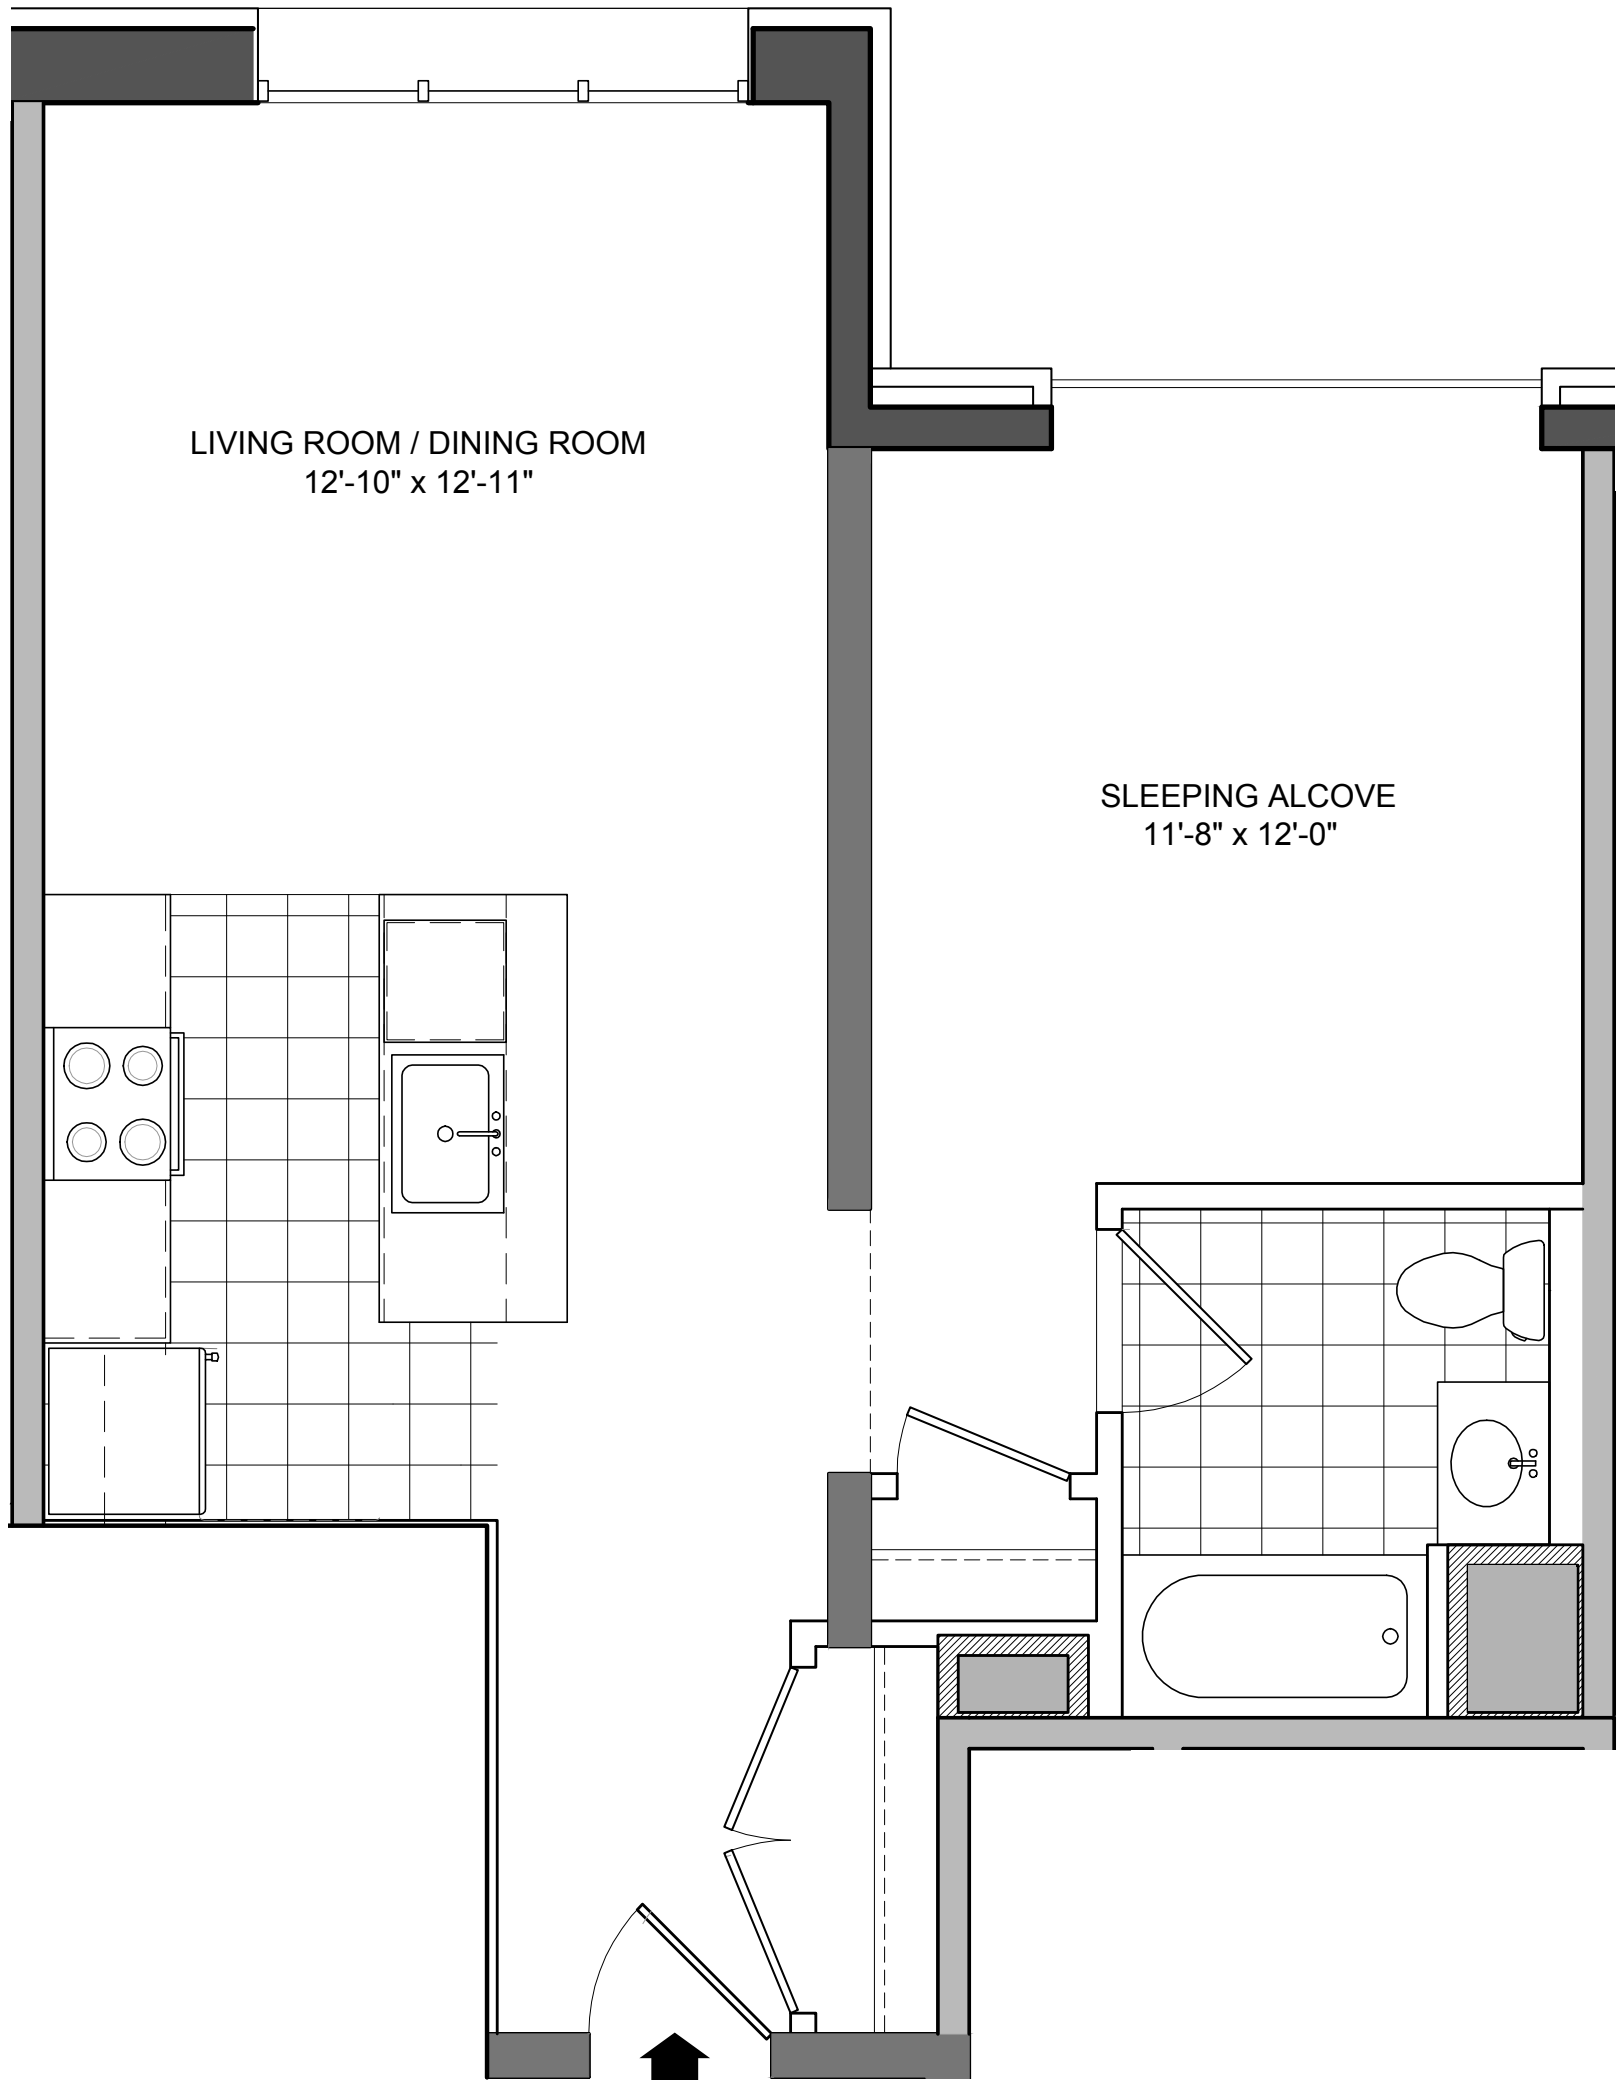 LIVING ROOM / DINING ROOM
12'-10" x 12'-11"
SLEEPING ALCOVE
11'-8" x 12'-0"